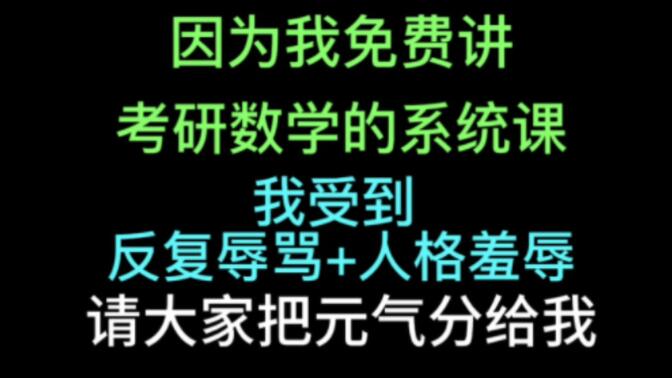 因为我免费讲
考研数学的系统课
我受到
反复辱骂+人格羞辱
请大家把元气分给我